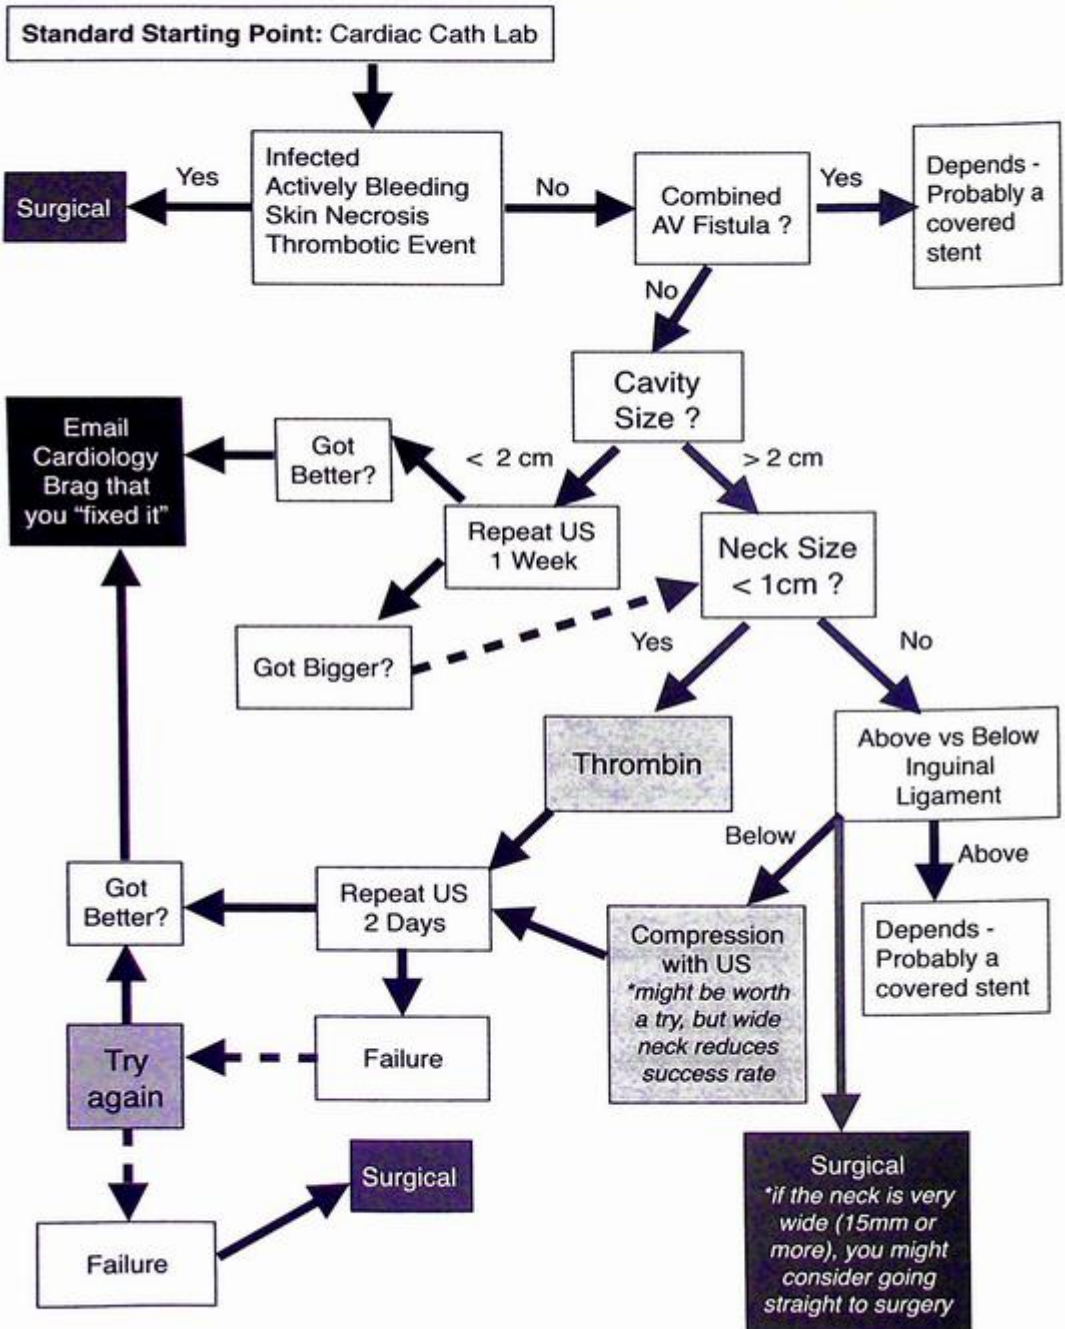 Standard Starting Point: Cardiac Cath Lab
Surgical
Yes
Infected
Actively Bleeding
Skin Necrosis
Thrombotic Event
No
Combined
AV Fistula ?
Yes
Depends -
Probably a
covered
stent
No
Cavity
Size ?
Email
Cardiology
Brag that
you "fixed it"
Got
Better?
< 2 cm
> 2 cm
Repeat US
1 Week
Neck Size
< 1cm ?
Got Bigger?
Yes
No
Thrombin
Above vs Below
Inguinal
Ligament
Below
Above
Got
Better?
Repeat US
2 Days
Compression
with US
*might be worth
a try, but wide
neck reduces
success rate
Depends -
Probably a
covered stent
Try
again
Failure
Surgical
Surgical
*if the neck is very
wide (15mm or
more), you might
consider going
straight to surgery
Failure